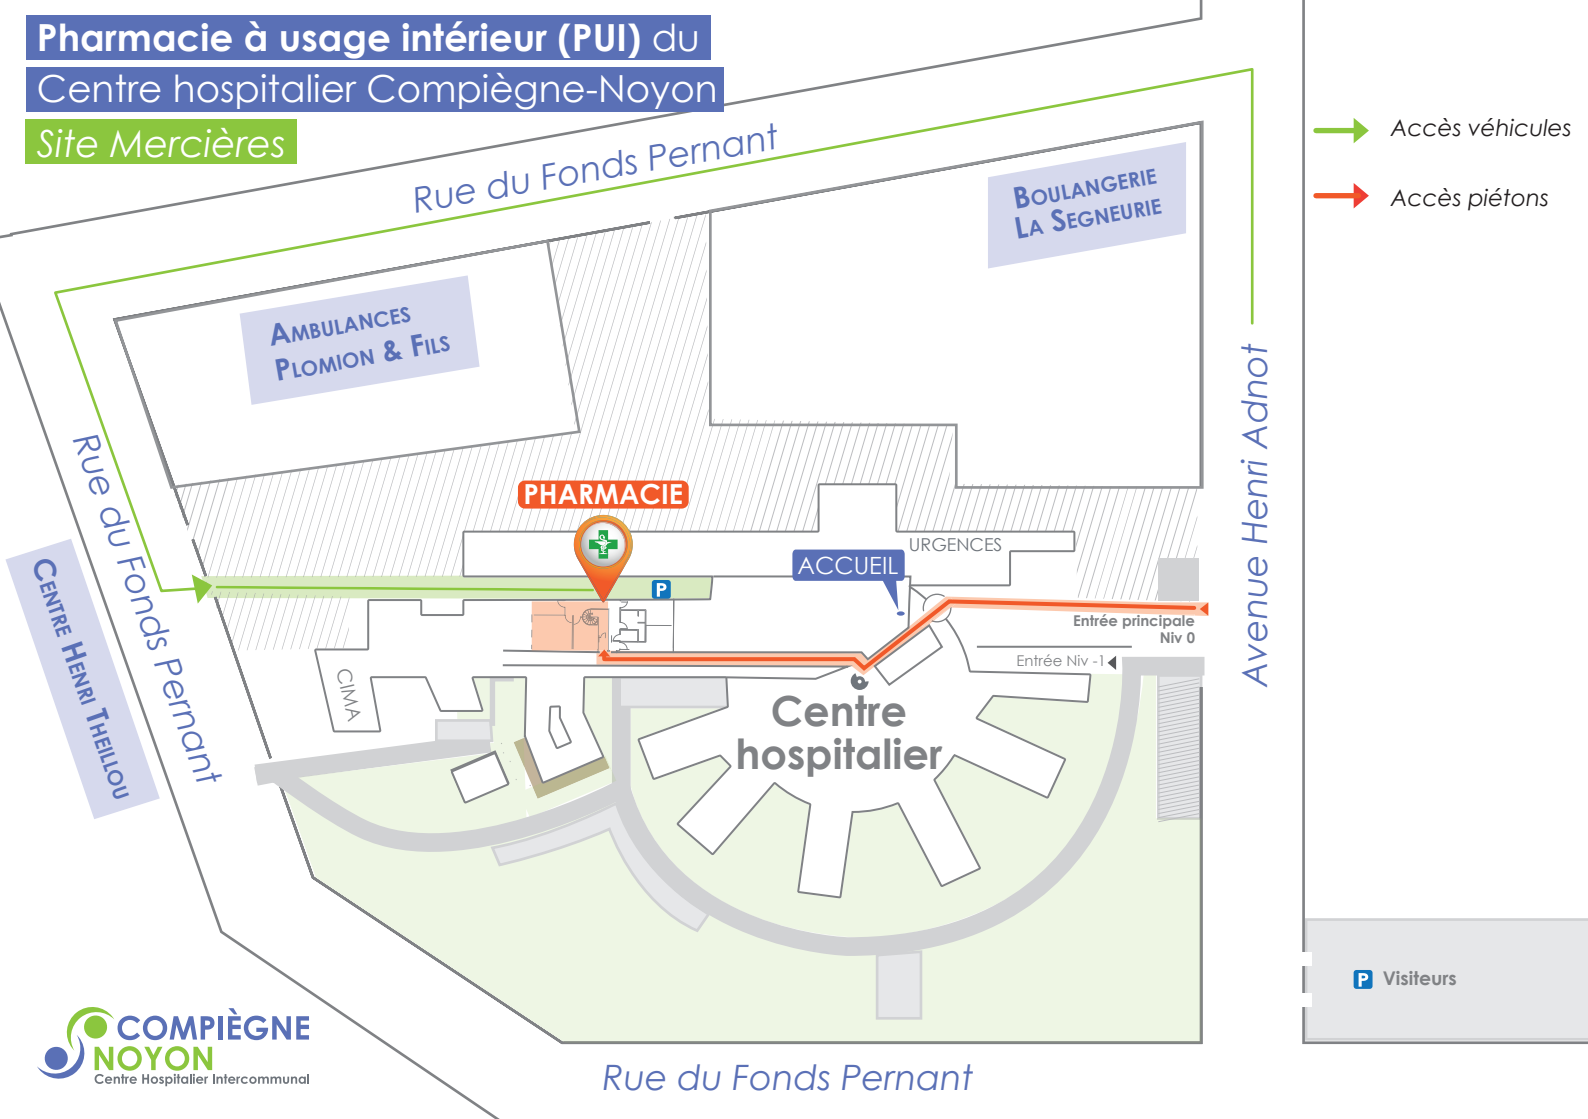 Pharmacie à usage intérieur (PUI) du
Centre hospitalier Compiègne-Noyon
Site Mercières
Rue du Fonds Pernant
Accès véhicules
Accès piétons
BOULANGERIE
LA SEGNEURIE
AMBULANCES
PLOMION & FILS
Avenue Henri Adnot
Rue du Fonds Pernant
CENTRE HENRI THEILLOU
PHARMACIE
P
URGENCES
ACCUEIL
Entrée principale
Niv 0
Entrée Niv -1
CIMA
Centre
hospitalier
P Visiteurs
COMPIÈGNE
NOYON
Centre Hospitalier Intercommunal
Rue du Fonds Pernant